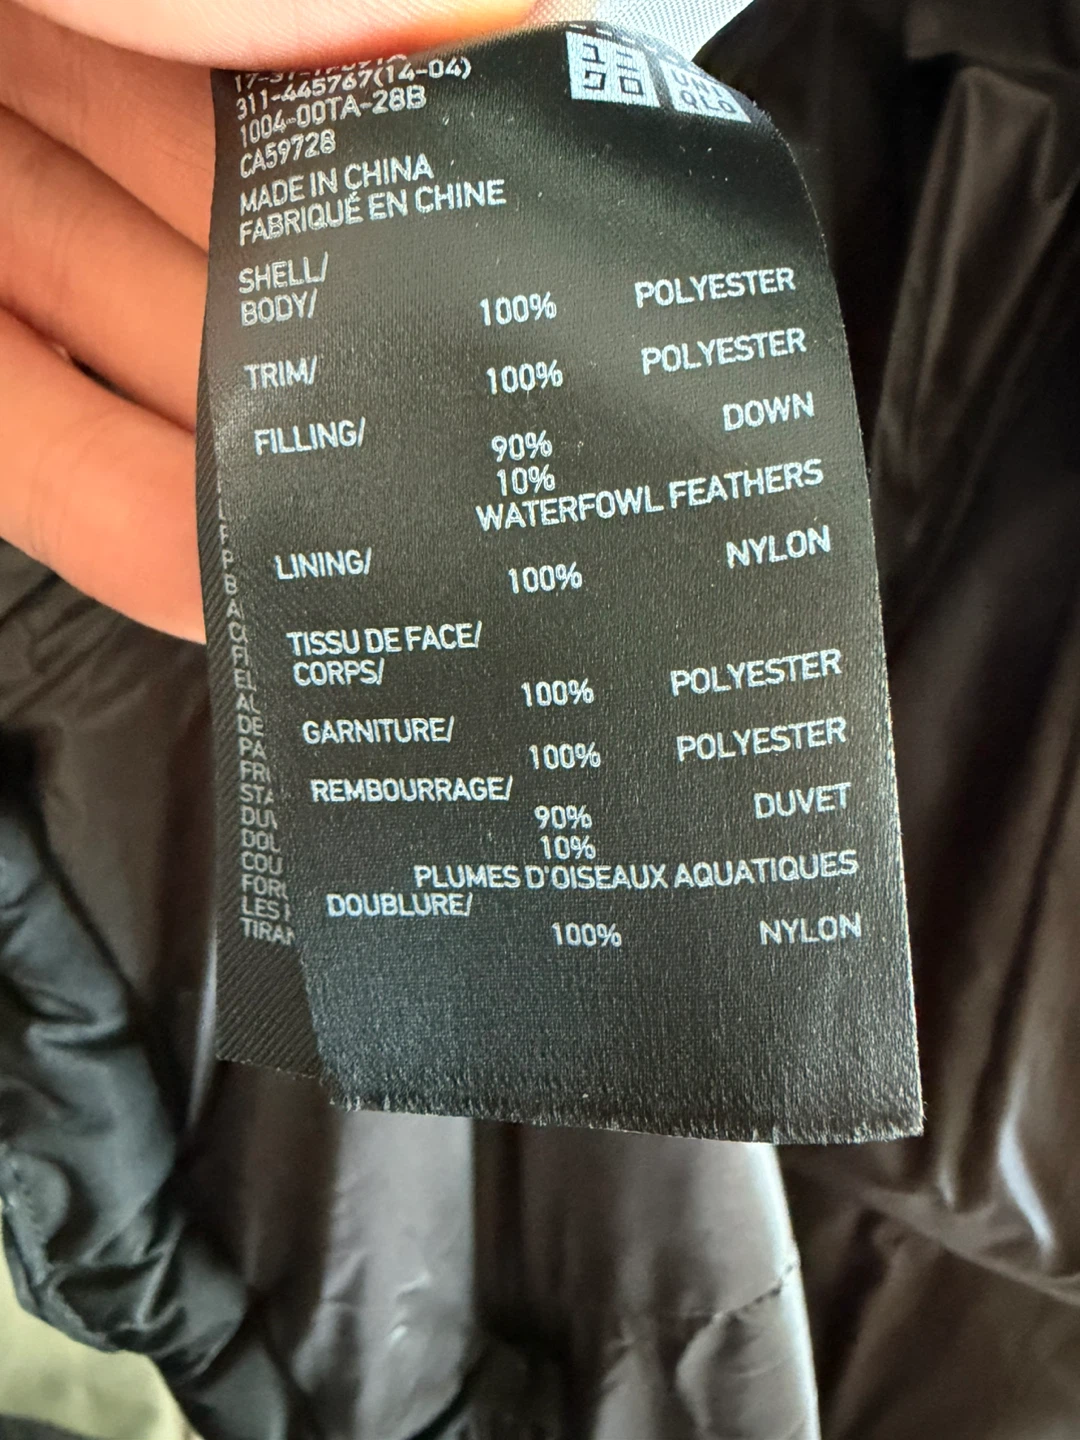 311-445767(14-04)
1004-00TA-28B
CA59728
UNI
QLO
MADE IN CHINA
FABRIQUÉ EN CHINE
SHELL/
BODY/ 100% POLYESTER
TRIM/ 100% POLYESTER
FILLING/ 90% DOWN
10%
WATERFOWL FEATHERS
LINING/ 100% NYLON
TISSU DE FACE/
CORPS/ 100% POLYESTER
GARNITURE/ 100% POLYESTER
REMBOURRAGE/
90% DUVET
10%
PLUMES D'OISEAUX AQUATIQUES
DOUBLURE/
100% NYLON